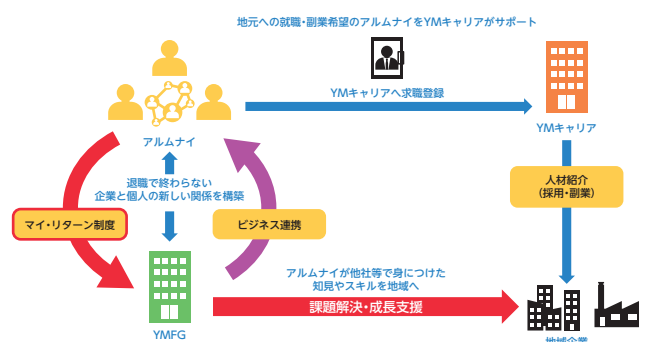 地元への就職・副業希望のアルムナイをYMキャリアがサポート
YMキャリアへ求職登録
アルムナイ
YMキャリア
退職で終わらない
企業と個人の新しい関係を構築
人材紹介
（採用・副業）
マイ・リターン制度
ビジネス連携
アルムナイが他社等で身につけた
知見やスキルを地域へ
課題解決・成長支援
YMFG
地域企業